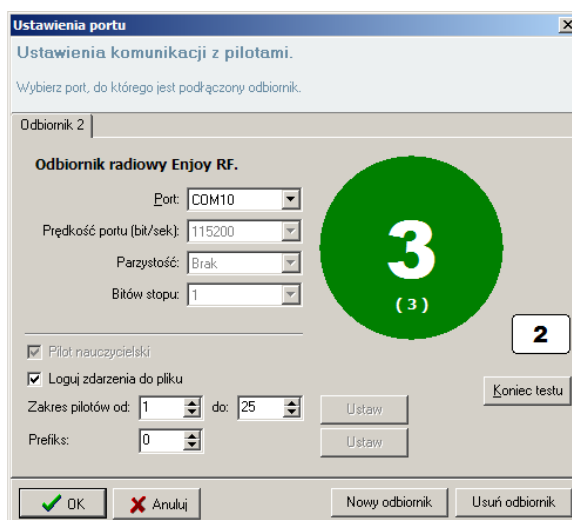 Ustawienia portu
Ustawienia komunikacji z pilotami.
Wybierz port, do którego jest podłączony odbiornik.
Odbiornik 2
Odbiornik radiowy Enjoy RF.
Port: COM10
Prędkość portu (bit/sek): 115200
Parzystość: Brak
Bitów stopu: 1
3
(3)
2
Pilot nauczycielski
Loguj zdarzenia do pliku
Koniec testu
Zakres pilotów od: 1 do: 25 Ustaw
Prefiks: 0 Ustaw
OK Anuluj Nowy odbiornik Usuń odbiornik